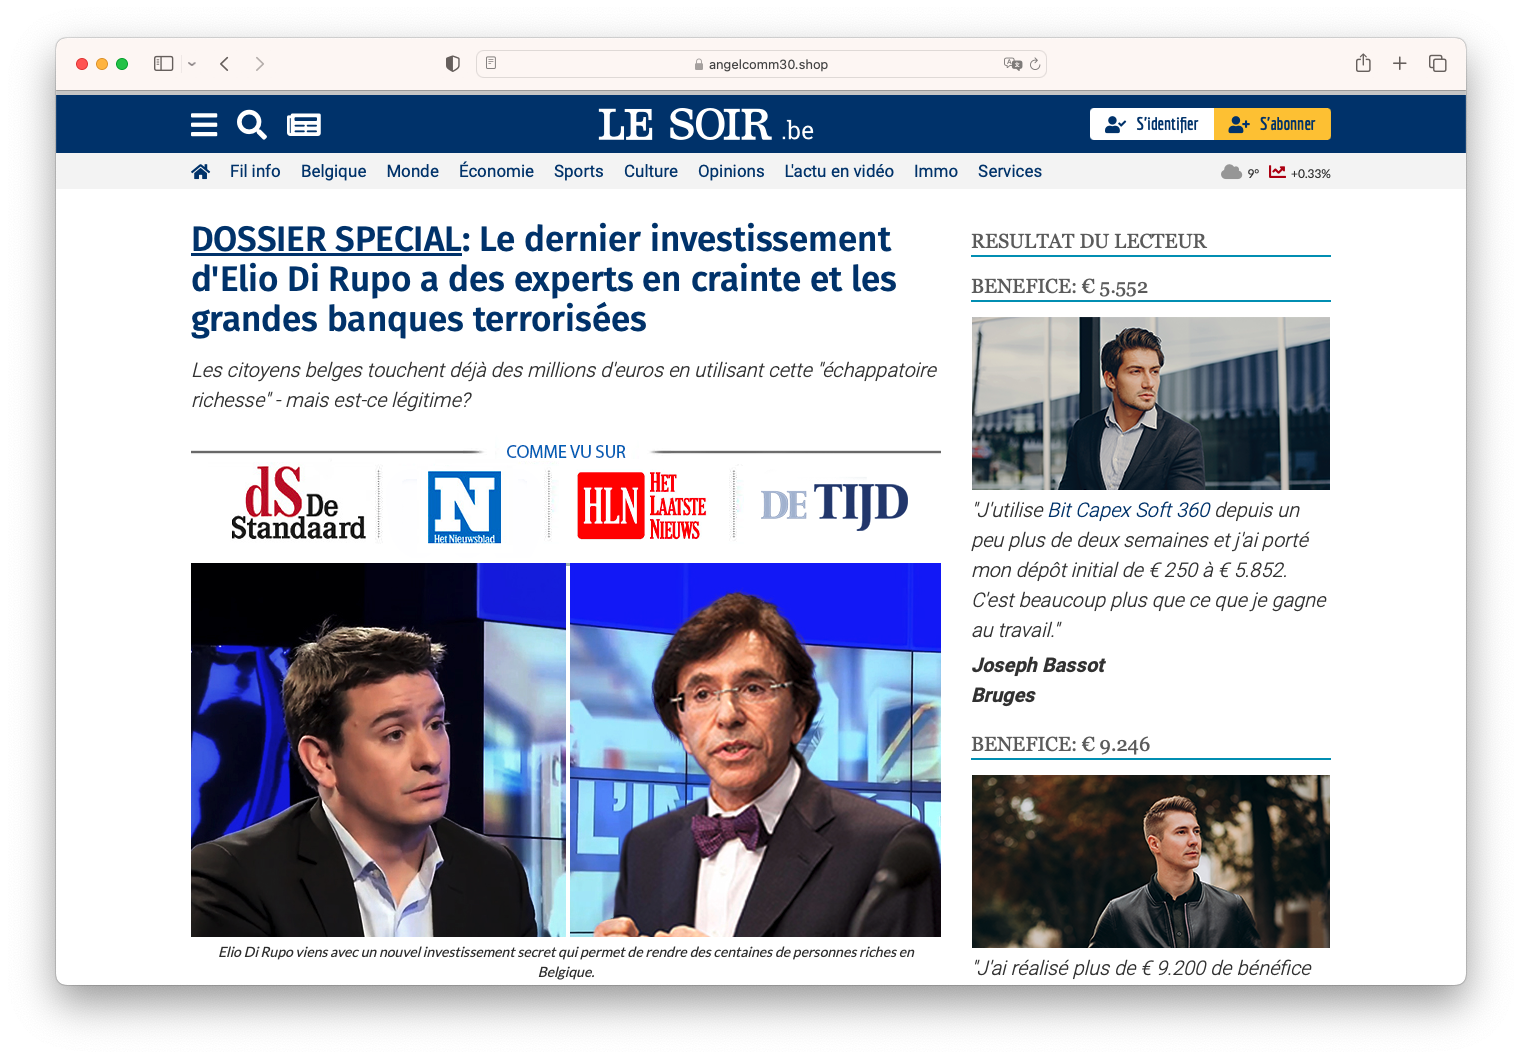 angelcomm30.shop
LE SOIR .be
S'identifier
S'abonner
Fil info Belgique Monde Économie Sports Culture Opinions L'actu en vidéo Immo Services
9° +0.33%
DOSSIER SPECIAL: Le dernier investissement
d'Elio Di Rupo a des experts en crainte et les
grandes banques terrorisées
Les citoyens belges touchent déjà des millions d'euros en utilisant cette "échappatoire
richesse" - mais est-ce légitime?
COMME VU SUR
dS De
Standaard
N
Het Nieuwsblad
HLN HET
LAATSTE
NIEUWS
DE TIJD
L'IN
Elio Di Rupo viens avec un nouvel investissement secret qui permet de rendre des centaines de personnes riches en
Belgique.
RESULTAT DU LECTEUR
BENEFICE: € 5.552
"J'utilise Bit Capex Soft 360 depuis un
peu plus de deux semaines et j'ai porté
mon dépôt initial de € 250 à € 5.852.
C'est beaucoup plus que ce que je gagne
au travail."
Joseph Bassot
Bruges
BENEFICE: € 9.246
"J'ai réalisé plus de € 9.200 de bénéfice